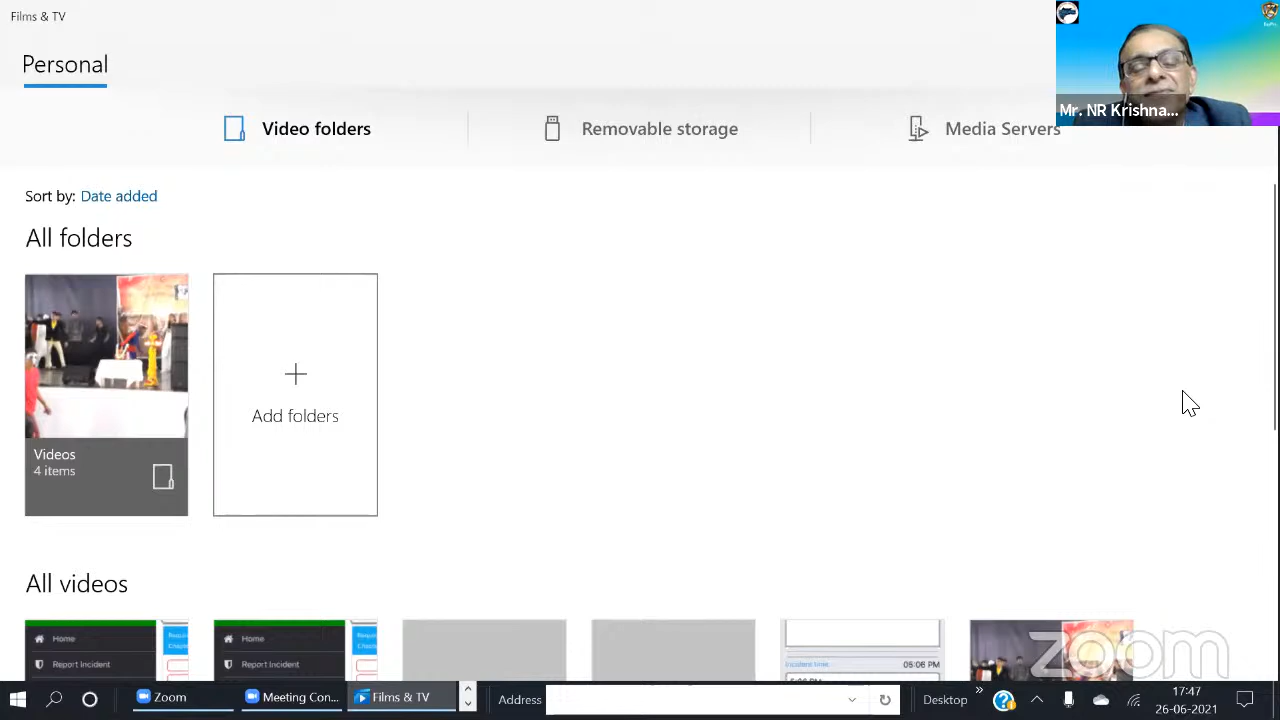 Films & TV
Personal
Mr. NR Krishna...
Video folders
Removable storage
Media Servers
Sort by: Date added
All folders
Add folders
Videos
4 items
All videos
Home
Report Incident
Home
Report Incident
Incident time:
05:06 PM
zoom
Zoom
Meeting Con...
Films & TV
Address
Desktop
17:47
26-06-2021